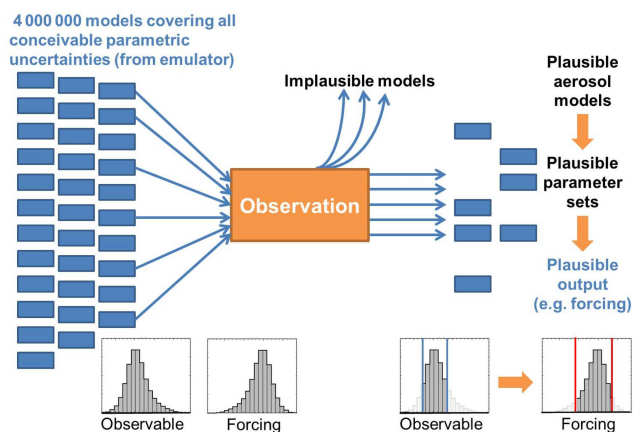 4 000 000 models covering all
conceivable parametric
uncertainties (from emulator)
Implausible models
Observation
Plausible
aerosol
models
Plausible
parameter
sets
Plausible
output
(e.g. forcing)
Observable
Forcing
Observable
Forcing